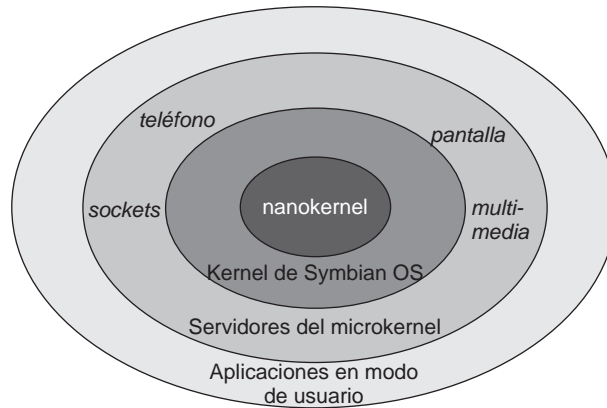 teléfono
pantalla
sockets
nanokernel
multi-
media
Kernel de Symbian OS
Servidores del microkernel
Aplicaciones en modo
de usuario